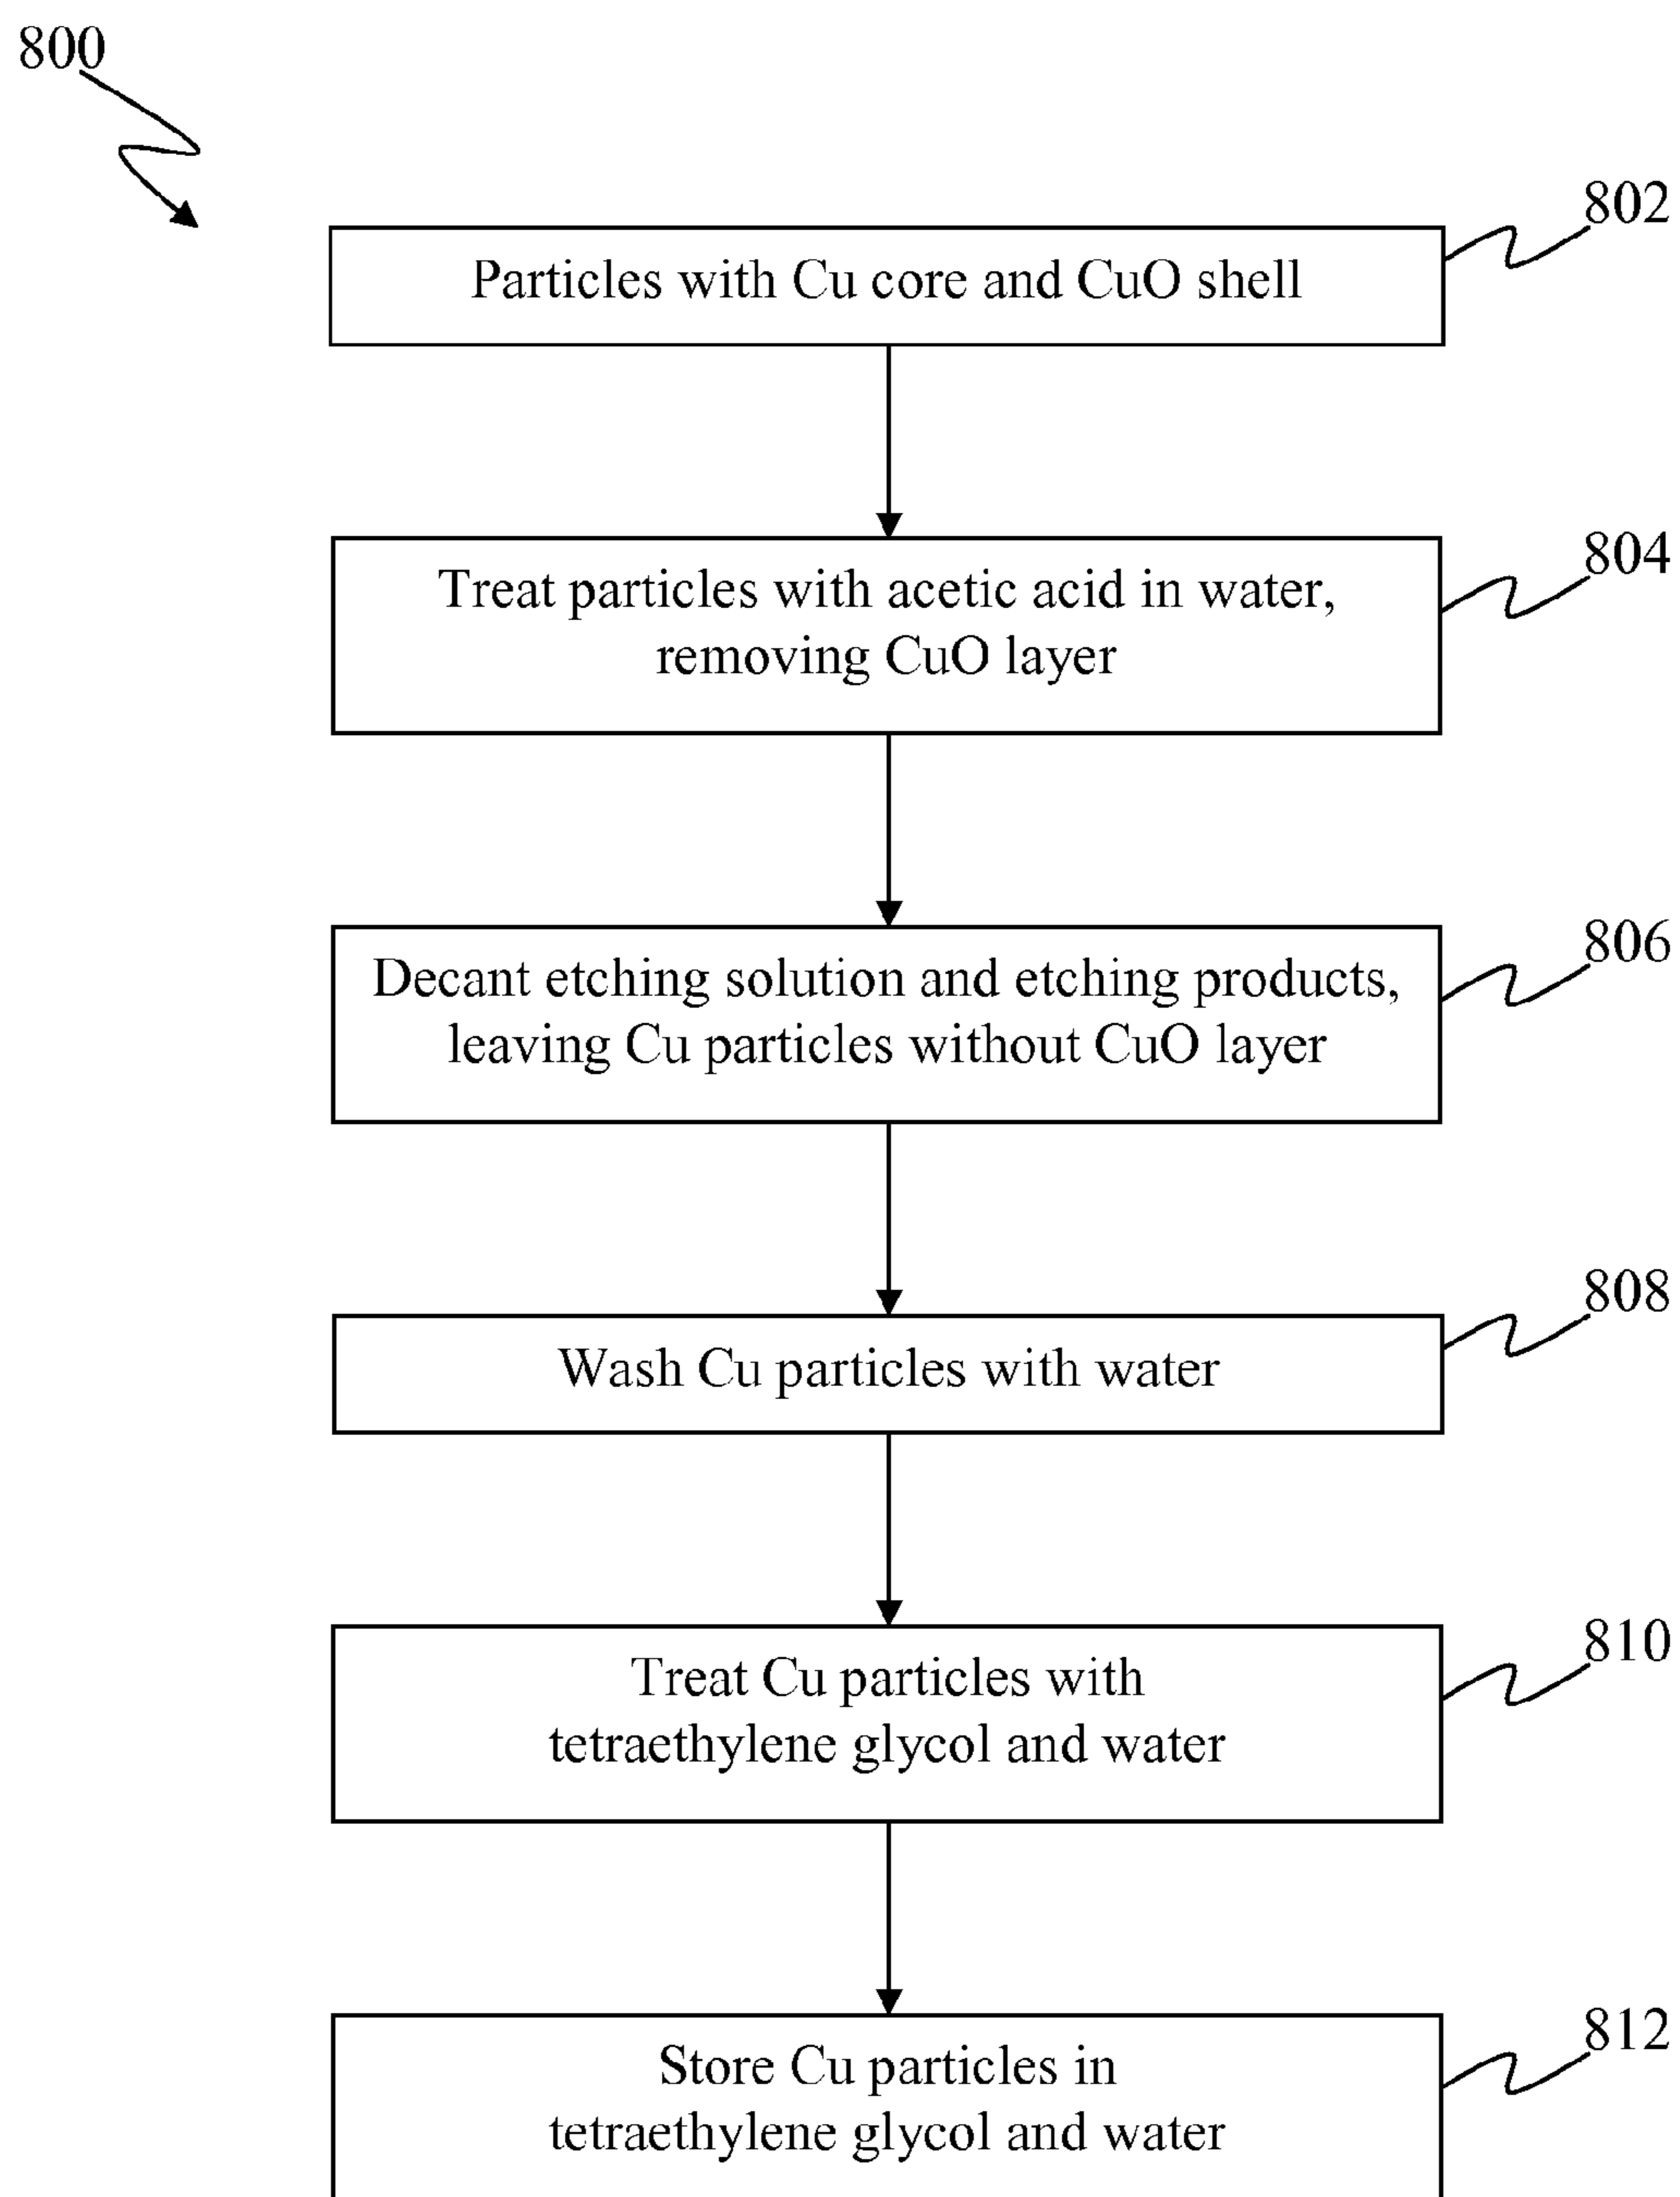 800
802
Particles with Cu core and CuO shell
804
Treat particles with acetic acid in water,
removing CuO layer
806
Decant etching solution and etching products,
leaving Cu particles without CuO layer
808
Wash Cu particles with water
810
Treat Cu particles with
tetraethylene glycol and water
812
Store Cu particles in
tetraethylene glycol and water